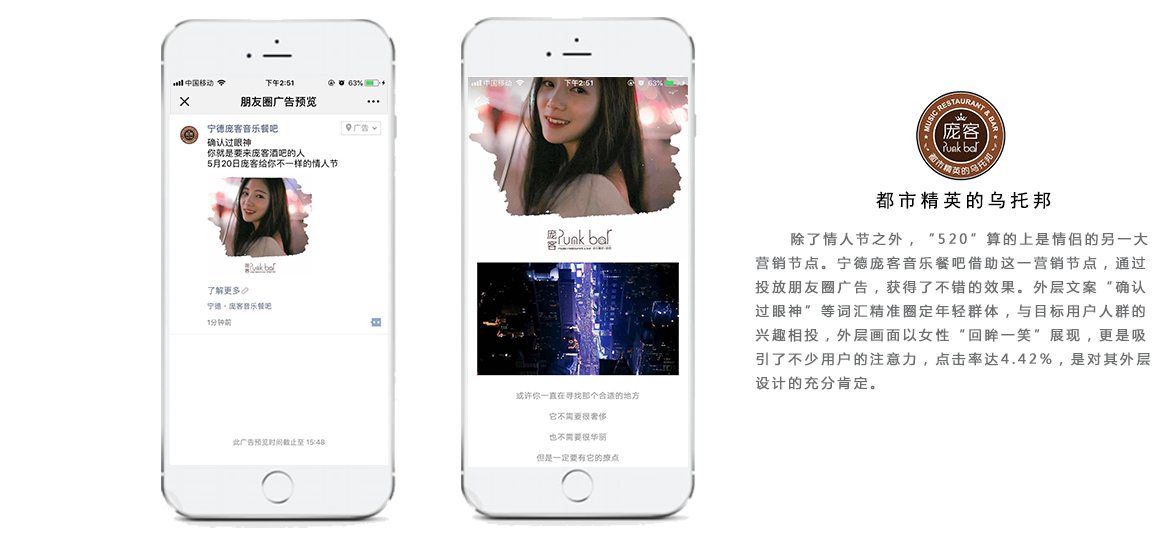 中国移动
下午2:51
63%
朋友圈广告预览
宁德庞客音乐餐吧
广告
确认过眼神
你就是要来庞客酒吧的人
5月20日庞客给你不一样的情人节
庞客
Punk bar
了解更多
宁德·庞客音乐餐吧
1分钟前
此广告预览时间截止至 15:48
中国移动
下午2:51
63%
庞客
Punk bar
或许你一直在寻找那个合适的地方
它不需要很奢侈
也不需要很华丽
但是一定要有它的撩点
MUSIC RESTAURANT & BAR
庞客
Punk bar
都市精英的乌托邦
都市精英的乌托邦
除了情人节之外，“520”算的上是情侣的另一大
营销节点。宁德庞客音乐餐吧借助这一营销节点，通过
投放朋友圈广告，获得了不错的效果。外层文案“确认
过眼神”等词汇精准圈定年轻群体，与目标用户人群的
兴趣相投，外层画面以女性“回眸一笑”展现，更是吸
引了不少用户的注意力，点击率达4.42%，是对其外层
设计的充分肯定。